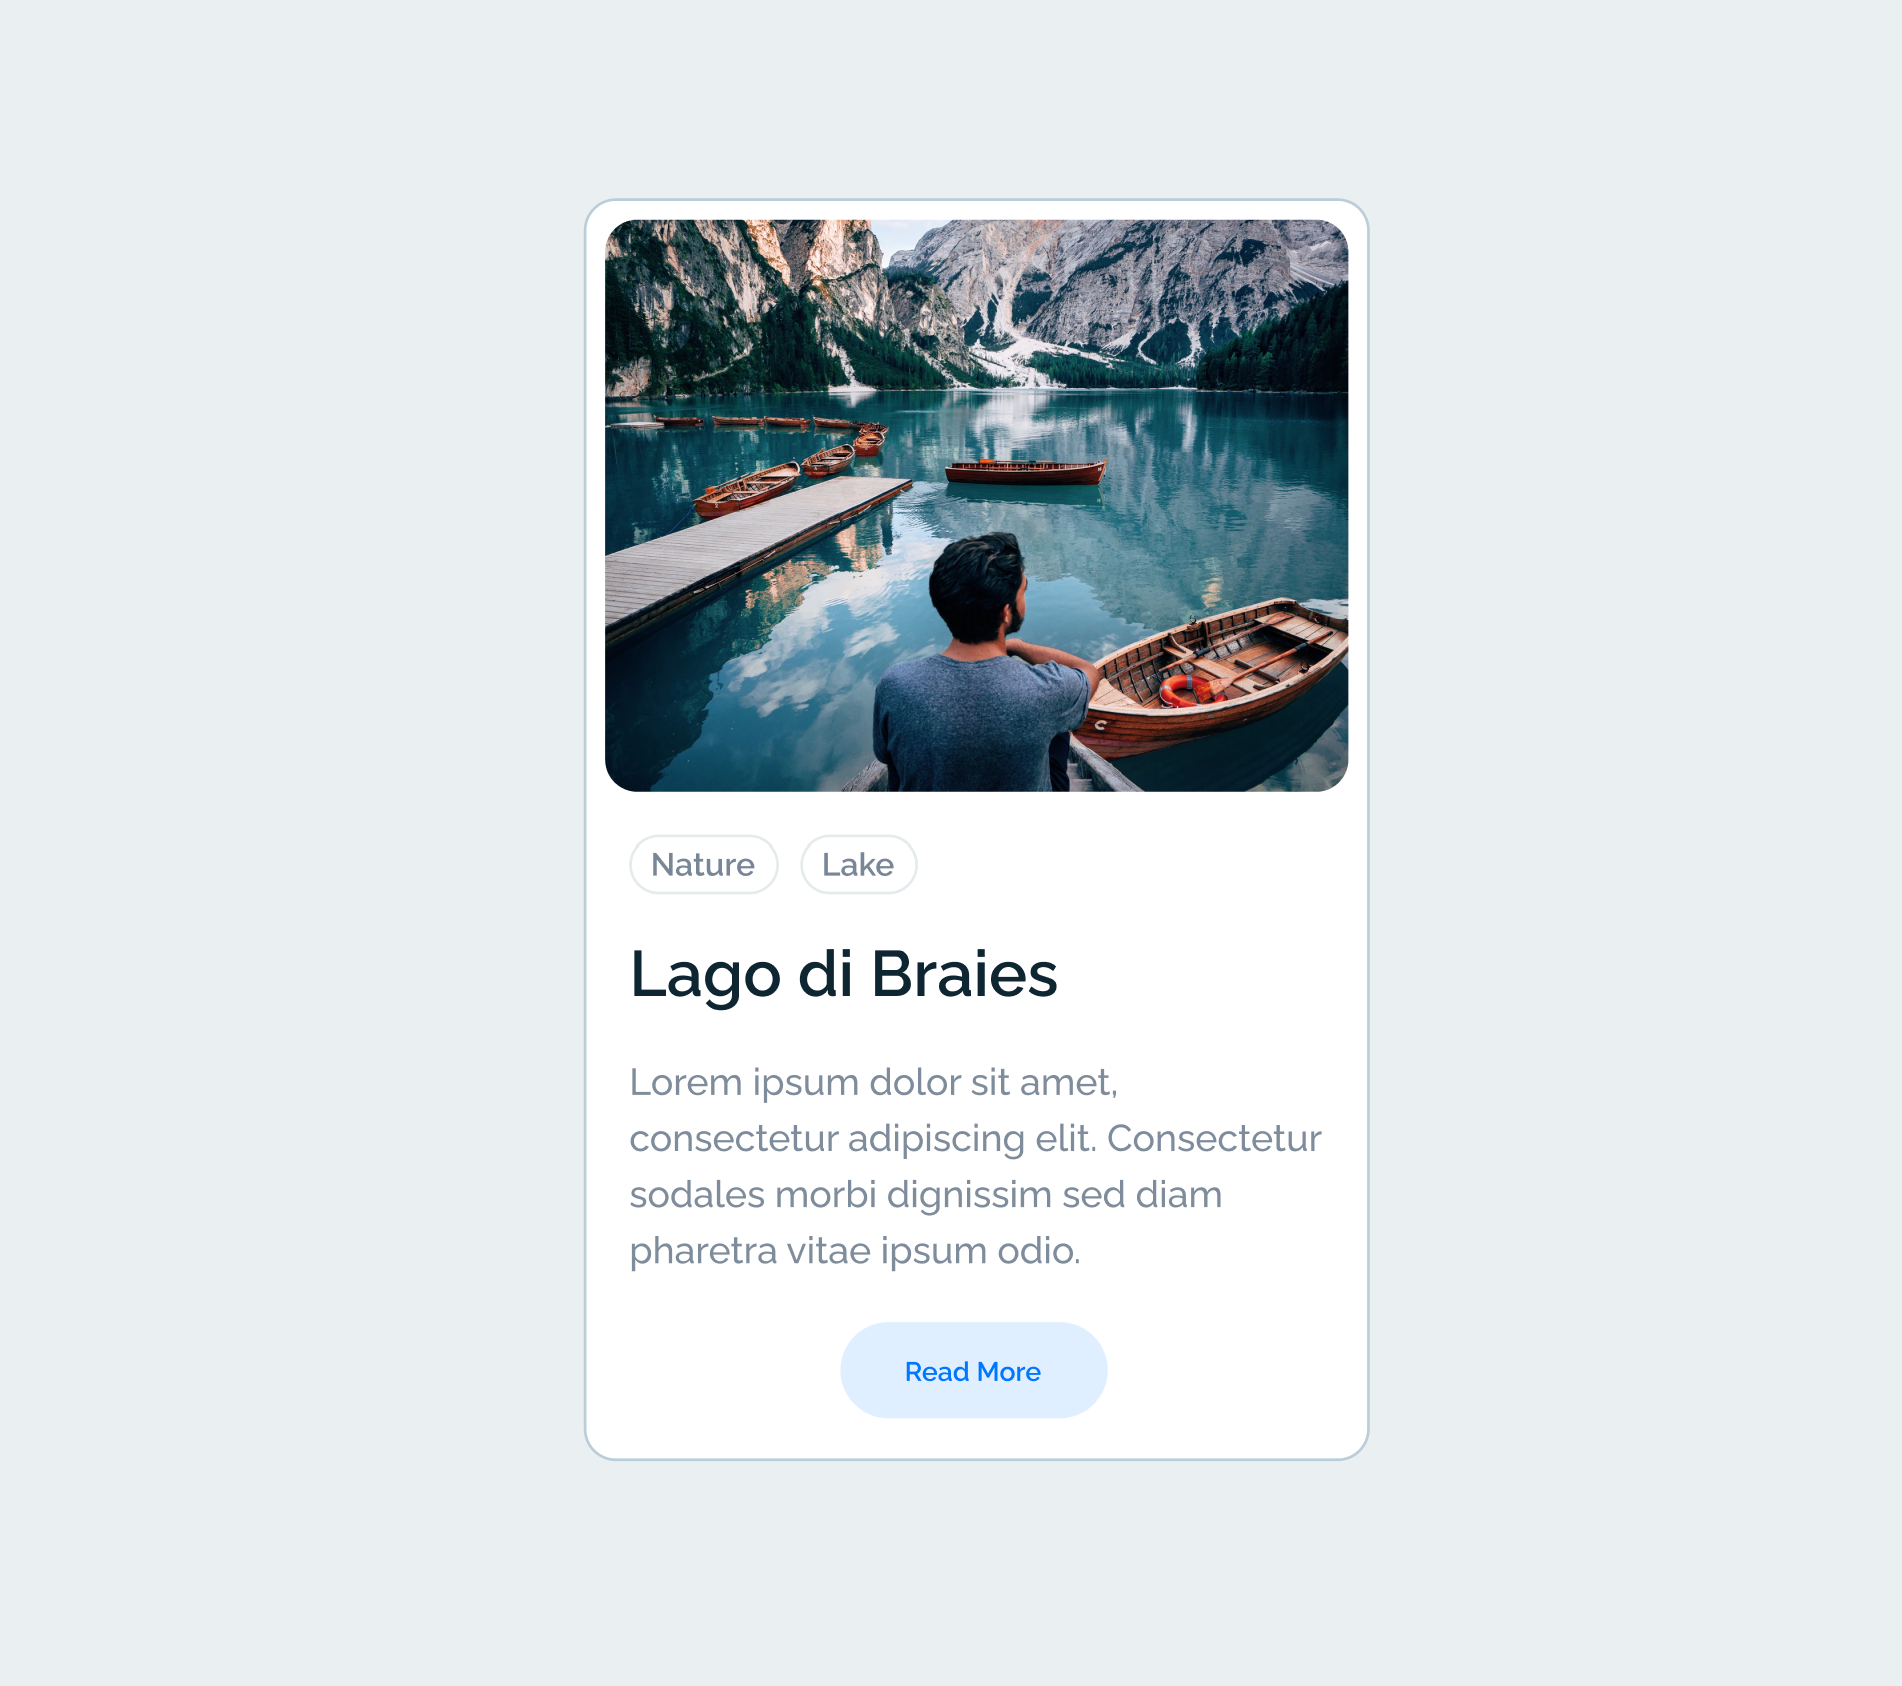 Nature
Lake
Lago di Braies
Lorem ipsum dolor sit amet,
consectetur adipiscing elit. Consectetur
sodales morbi dignissim sed diam
pharetra vitae ipsum odio.
Read More